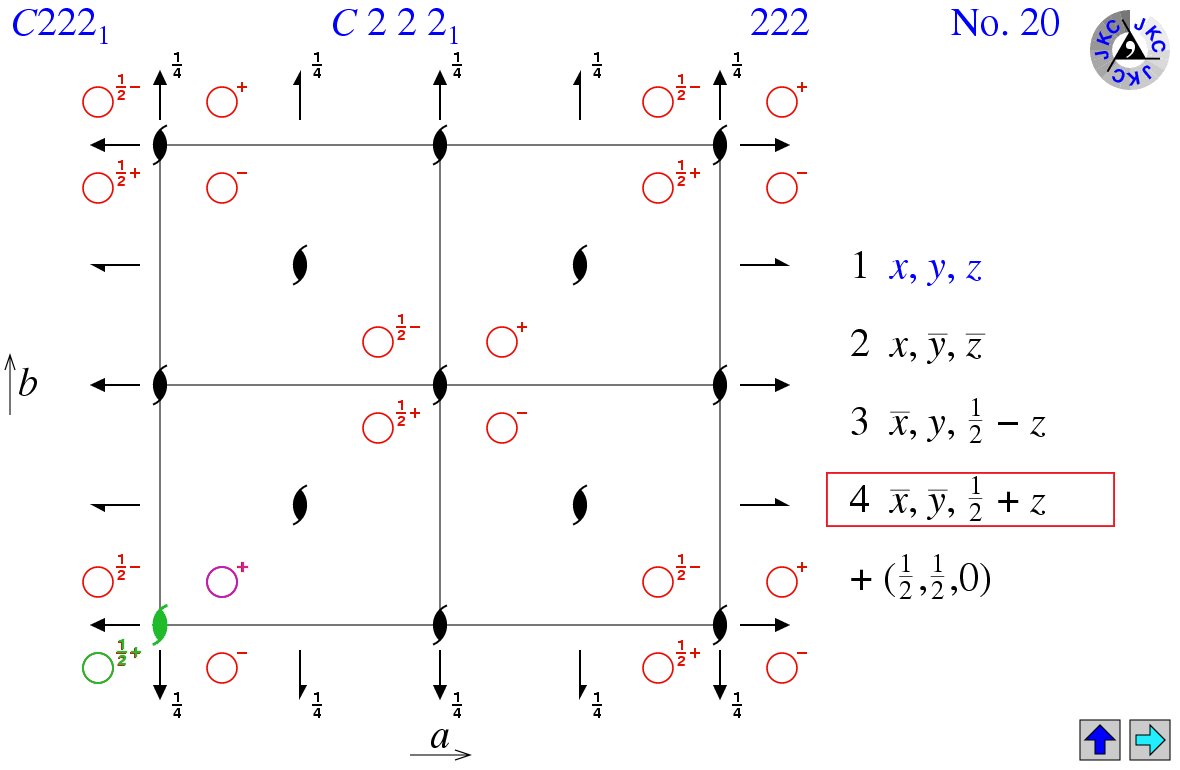 C222₁ C 2 2 2₁ 222 No. 20
J K C J K C J K C
¼ ¼ ¼ ¼ ¼
½− + ½− +
½+ − ½+ −
1 x, y, z
½− +
2 x, y̅, z̅
b
½+ −
3 x̅, y, ½ − z
4 x̅, y̅, ½ + z
½− + ½− +
+ (½,½,0)
½+ − ½+ −
¼ ¼ ¼ ¼ ¼
a